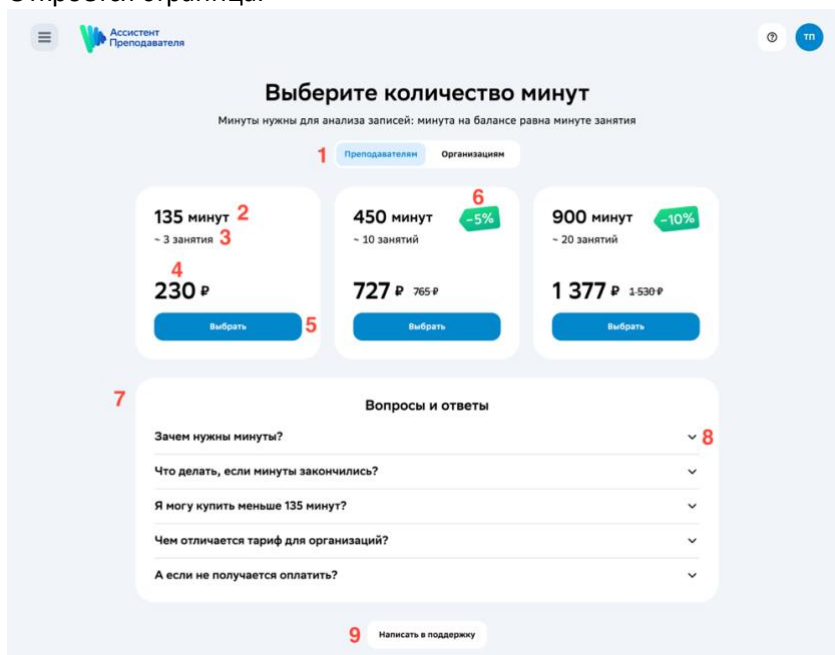 Откроется страница.
Ассистент
Преподавателя
ТП
Выберите количество минут
Минуты нужны для анализа записей: минута на балансе равна минуте занятия
1 Преподавателям Организациям
135 минут 2
~ 3 занятия 3
4
230 ₽
Выбрать 5
6
450 минут -5%
~ 10 занятий
727 ₽ 765 ₽
Выбрать
900 минут -10%
~ 20 занятий
1 377 ₽ 1 530 ₽
Выбрать
7
Вопросы и ответы
Зачем нужны минуты? 8
Что делать, если минуты закончились?
Я могу купить меньше 135 минут?
Чем отличается тариф для организаций?
А если не получается оплатить?
9 Написать в поддержку